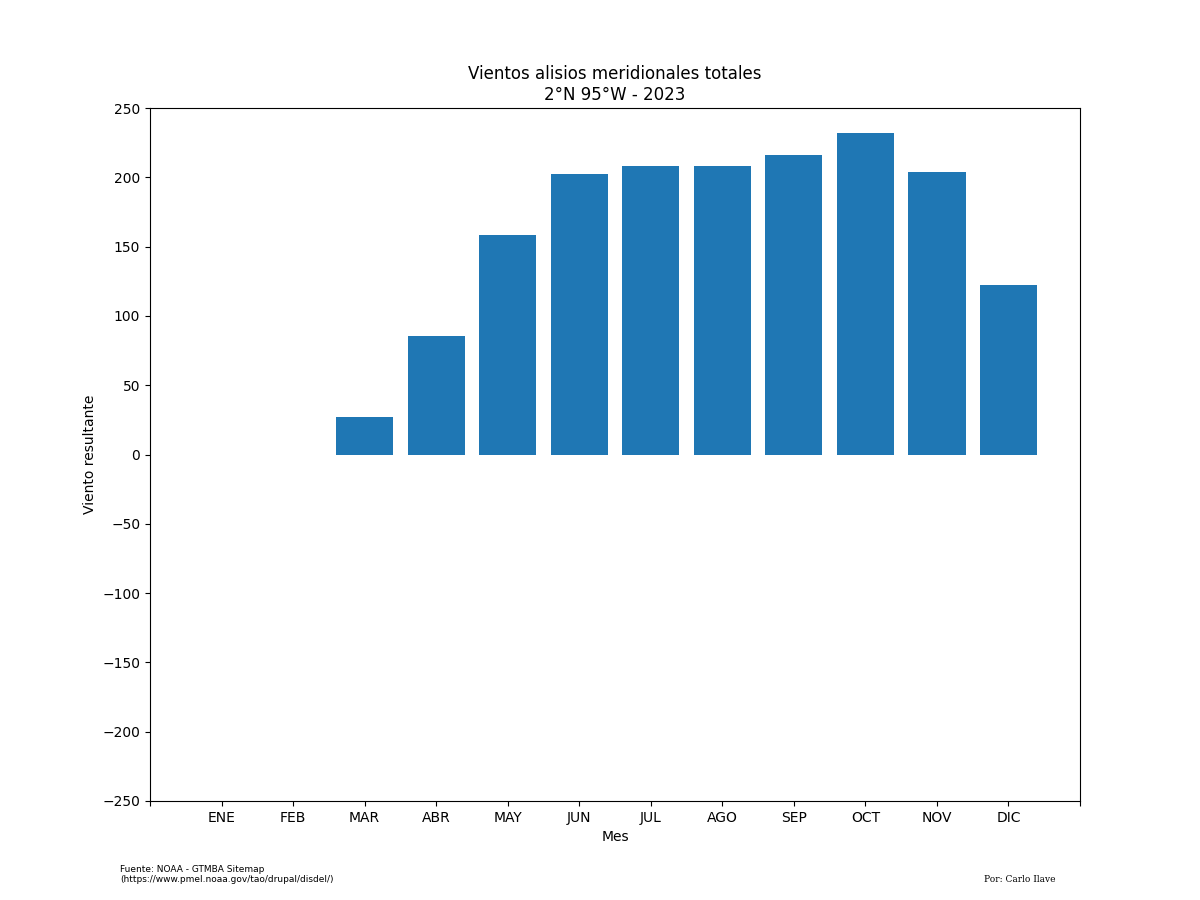 Vientos alisios meridionales totales
2°N 95°W - 2023
250
200
150
100
50
0
−50
−100
−150
−200
−250
Viento resultante
ENE FEB MAR ABR MAY JUN JUL AGO SEP OCT NOV DIC
Mes
Fuente: NOAA - GTMBA Sitemap
(https://www.pmel.noaa.gov/tao/drupal/disdel/)
Por: Carlo Ilave